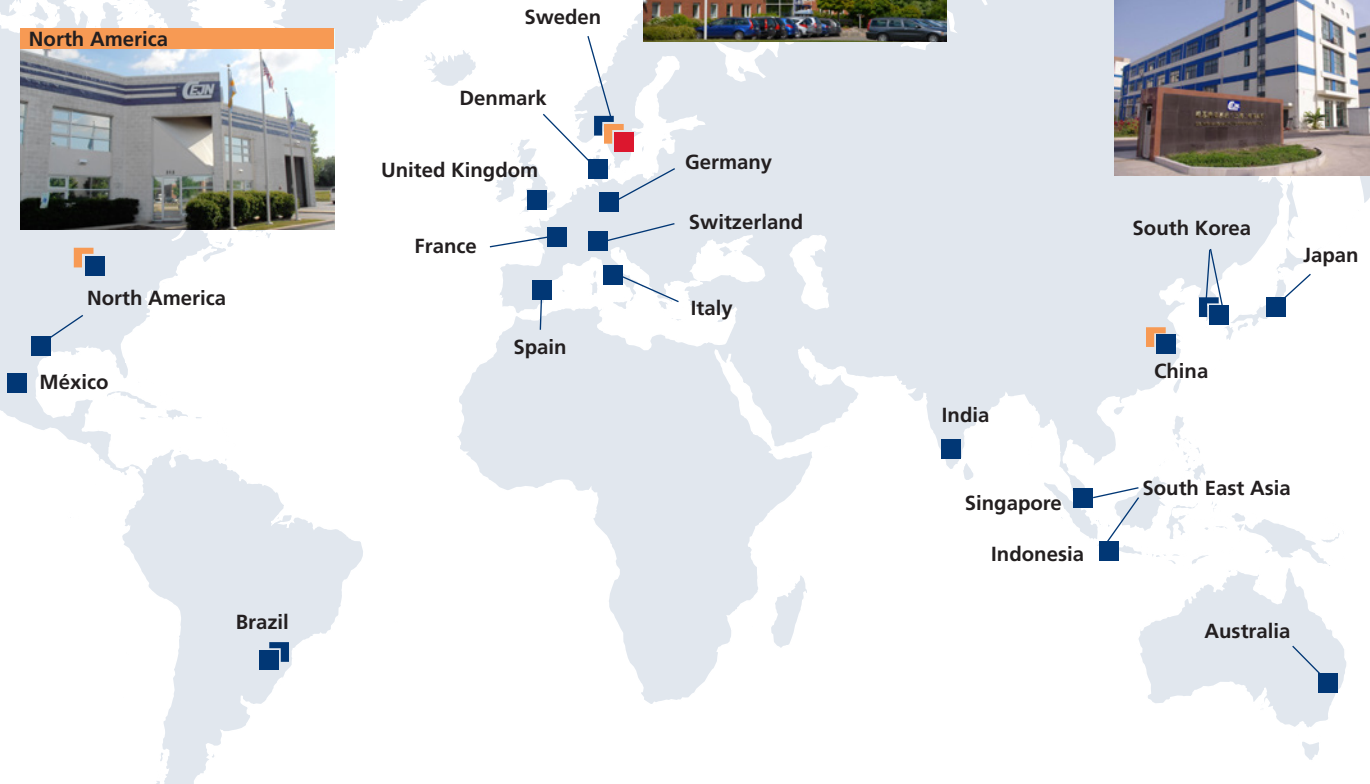 Sweden
North America
CEJN
Denmark
United Kingdom
Germany
Switzerland
France
South Korea
Japan
North America
Italy
Spain
China
México
India
South East Asia
Singapore
Indonesia
Brazil
Australia